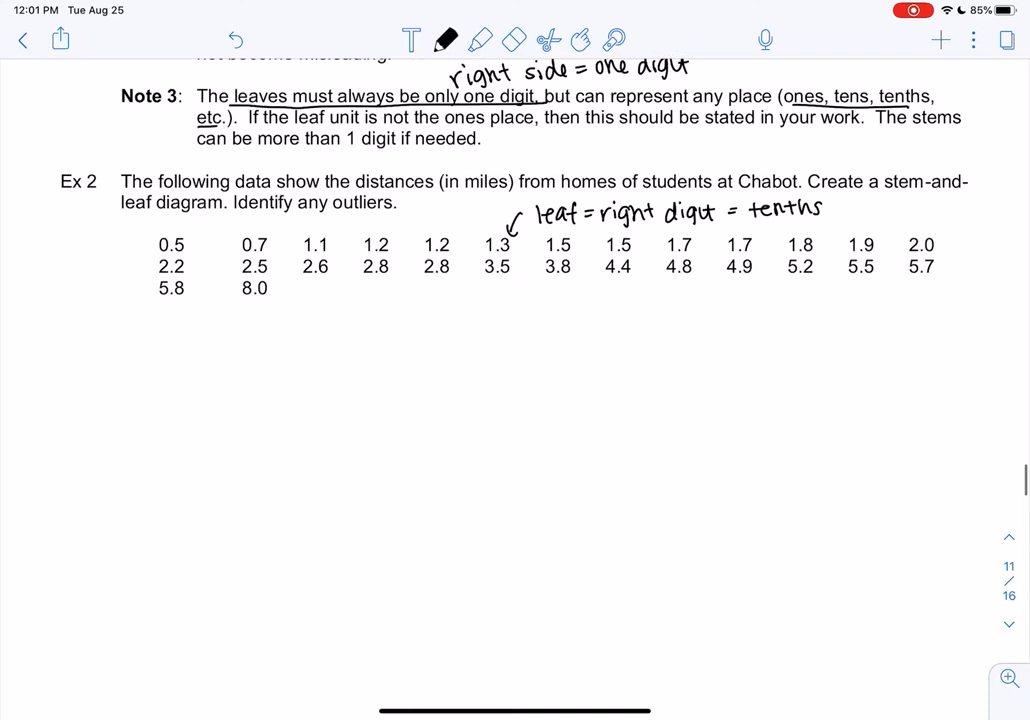 12:01 PM Tue Aug 25
85%
right side = one digit
Note 3: The leaves must always be only one digit, but can represent any place (ones, tens, tenths,
etc.). If the leaf unit is not the ones place, then this should be stated in your work. The stems
can be more than 1 digit if needed.
Ex 2 The following data show the distances (in miles) from homes of students at Chabot. Create a stem-and-
leaf diagram. Identify any outliers.
leaf = right digit = tenths
0.5 0.7 1.1 1.2 1.2 1.3 1.5 1.5 1.7 1.7 1.8 1.9 2.0
2.2 2.5 2.6 2.8 2.8 3.5 3.8 4.4 4.8 4.9 5.2 5.5 5.7
5.8 8.0
11
/
16